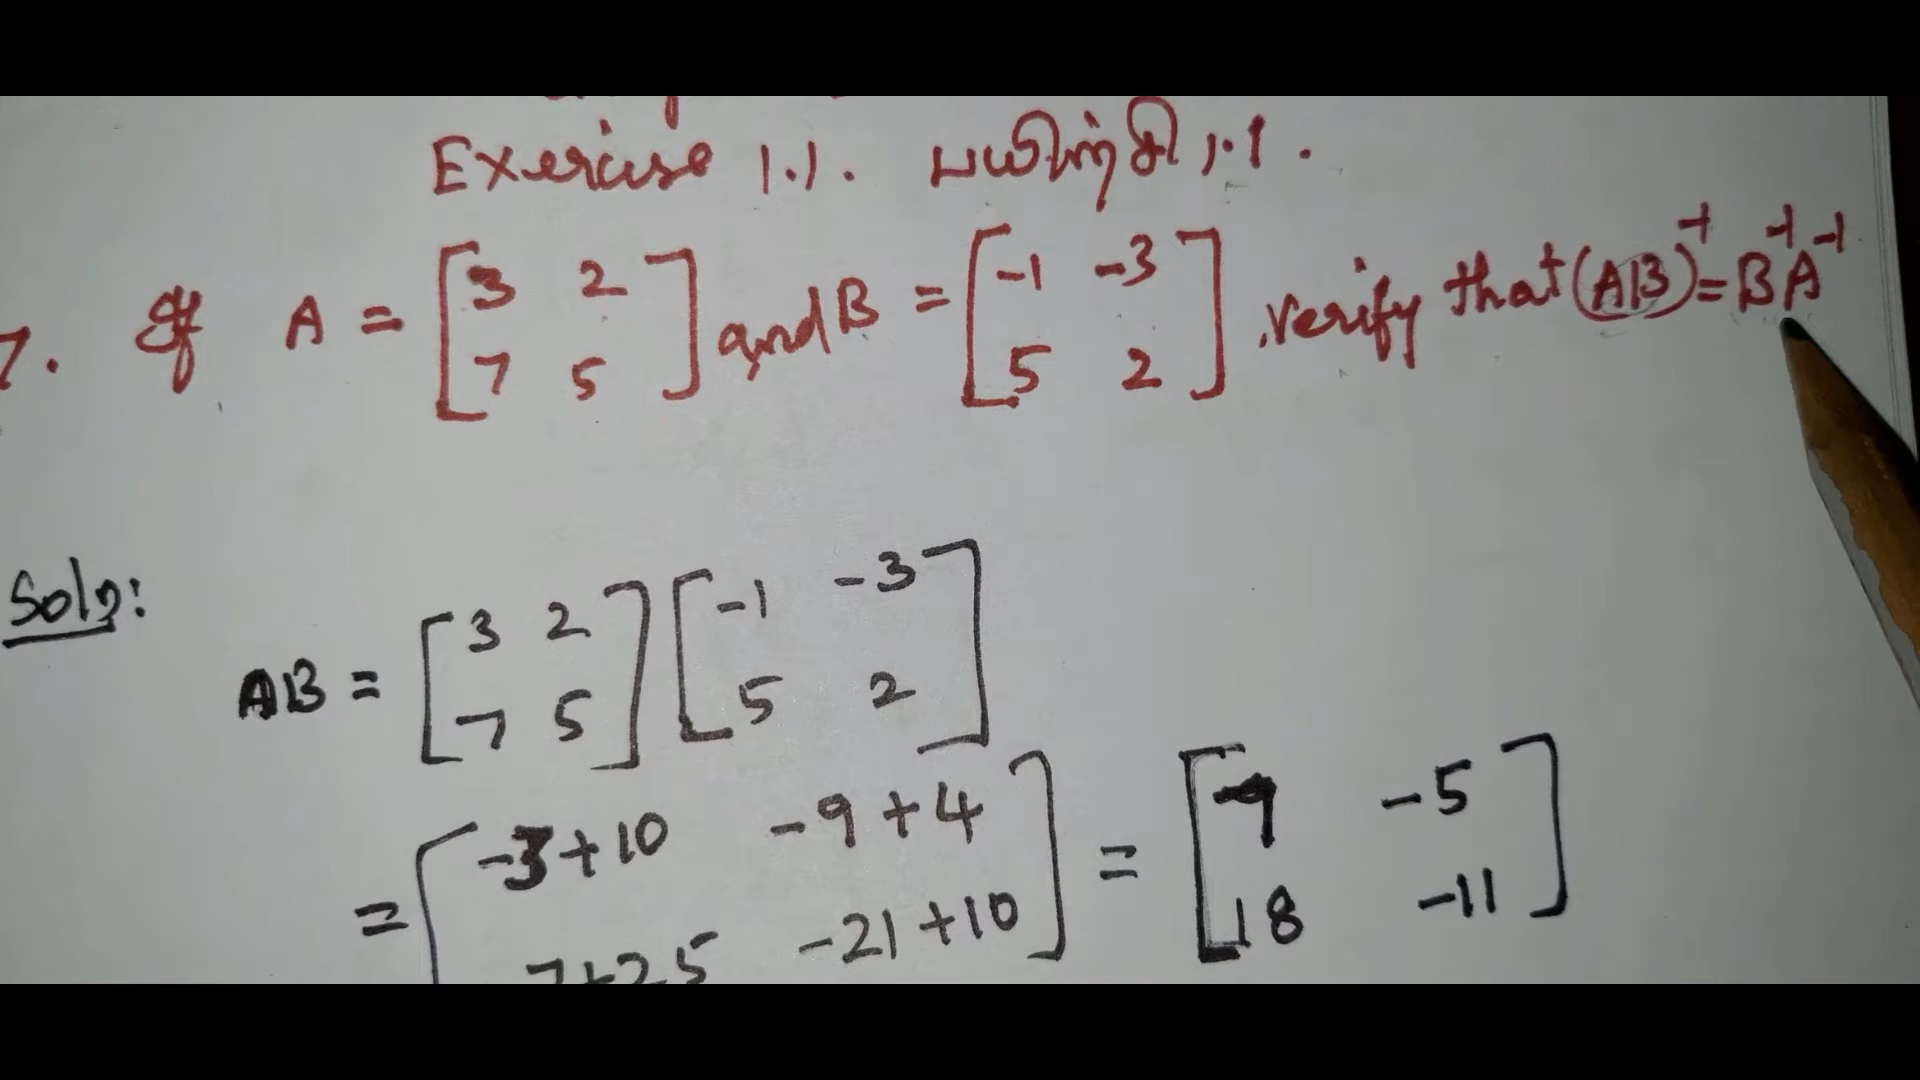 Exercise 1.1. பயிற்சி 1.1.
7. If A = [3 2 7 5] and B = [-1 -3 5 2], verify that (AB)⁻¹ = B⁻¹A⁻¹
Soln:
AB = [3 2 7 5] [-1 -3 5 2]
= [-3+10 -9+4 7+25 -21+10] = [7 -5 18 -11]